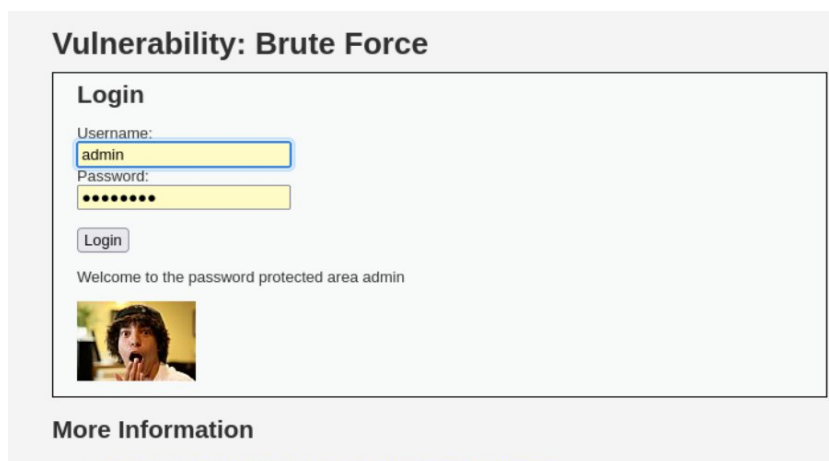 Vulnerability: Brute Force
Login
Username:
admin
Password:
••••••••
Login
Welcome to the password protected area admin
More Information